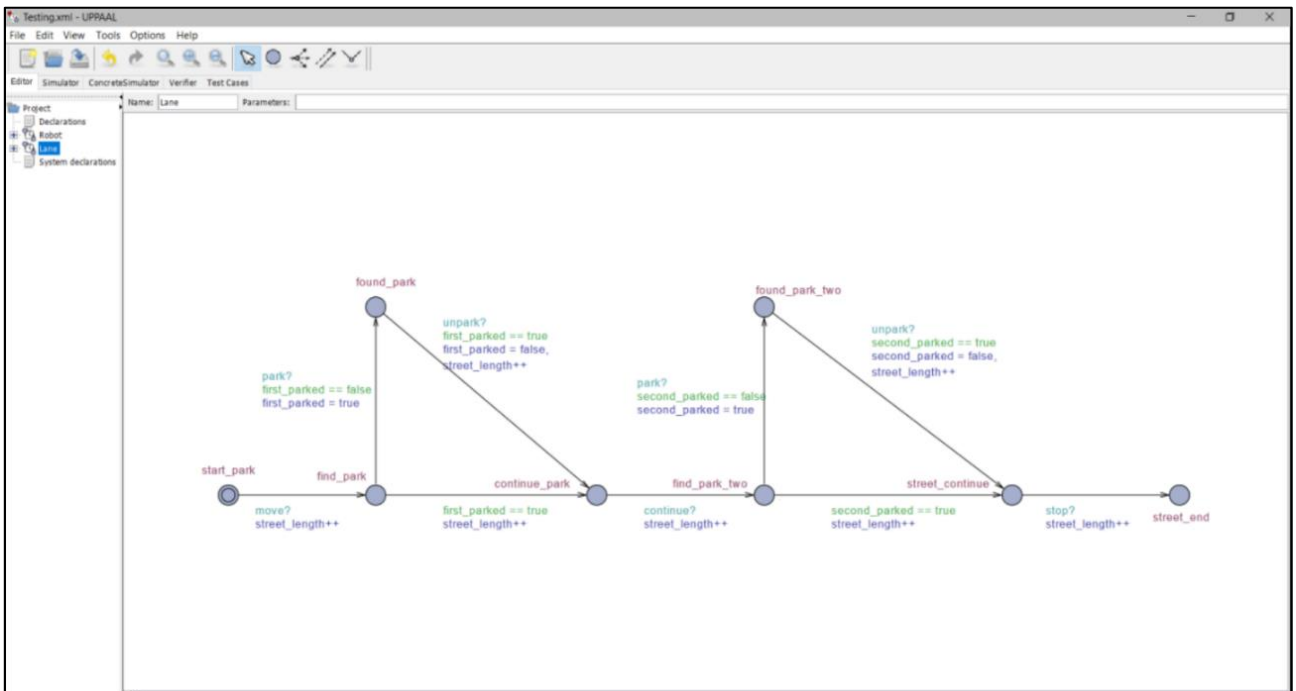 Testing.xml - UPPAAL
File Edit View Tools Options Help
Editor Simulator ConcreteSimulator Verifier Test Cases
Project
Declarations
Robot
Lane
System declarations
Name: Lane Parameters:
found_park
unpark?
first_parked == true
first_parked = false,
street_length++
park?
first_parked == false
first_parked = true
start_park
find_park
move?
street_length++
continue_park
first_parked == true
street_length++
found_park_two
unpark?
second_parked == true
second_parked = false,
street_length++
park?
second_parked == false
second_parked = true
find_park_two
continue?
street_length++
street_continue
second_parked == true
street_length++
stop?
street_length++
street_end